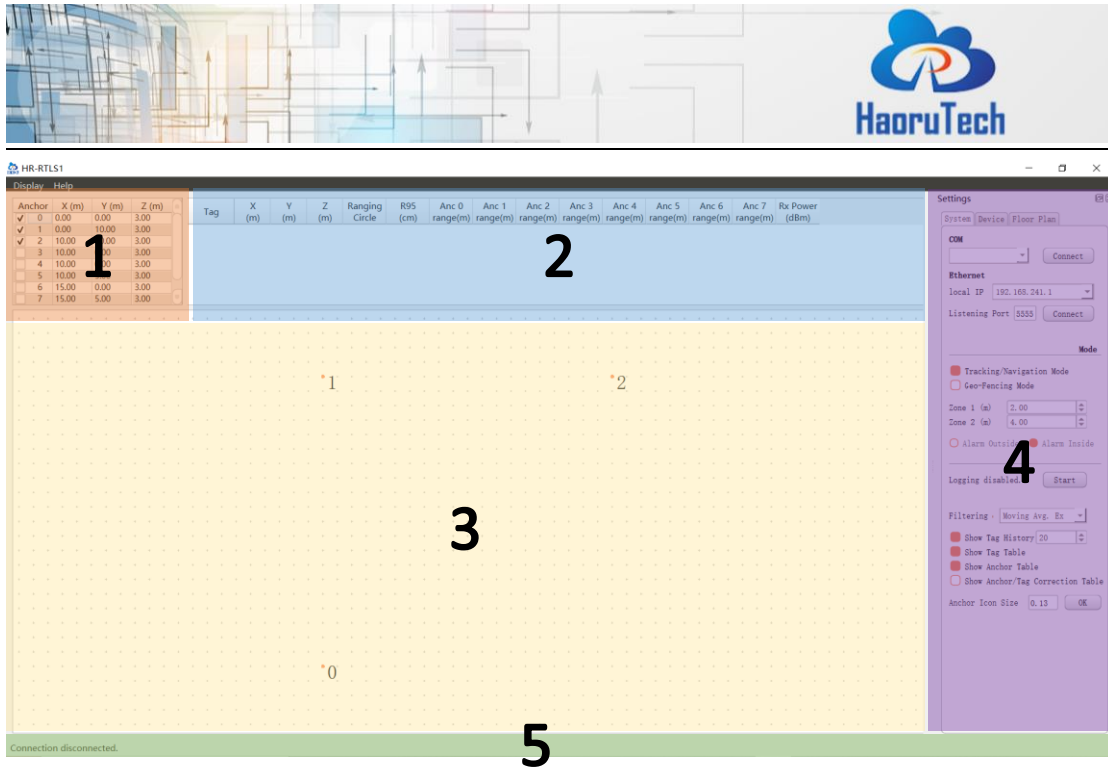 HaoruTech
HR-RTLS1
Display Help
Anchor X (m) Y (m) Z (m)
0 0.00 0.00 3.00
1 0.00 10.00 3.00
2 10.00 3.00
3 10.00 3.00
4 10.00 3.00
5 10.00 3.00
6 15.00 0.00 3.00
7 15.00 5.00 3.00
1
Tag X (m) Y (m) Z (m) Ranging Circle R95 (cm) Anc 0 range(m) Anc 1 range(m) Anc 2 range(m) Anc 3 range(m) Anc 4 range(m) Anc 5 range(m) Anc 6 range(m) Anc 7 range(m) Rx Power (dBm)
2
1
2
3
0
Settings
System Device Floor Plan
COM
Connect
Ethernet
local IP 192.168.241.1
Listening Port 5555 Connect
Mode
Tracking/Navigation Mode
Geo-Fencing Mode
Zone 1 (m) 2.00
Zone 2 (m) 4.00
Alarm Outside Alarm Inside
4
Logging disabled. Start
Filtering : Moving Avg. Ex
Show Tag History 20
Show Tag Table
Show Anchor Table
Show Anchor/Tag Correction Table
Anchor Icon Size 0.13 OK
Connection disconnected.
5